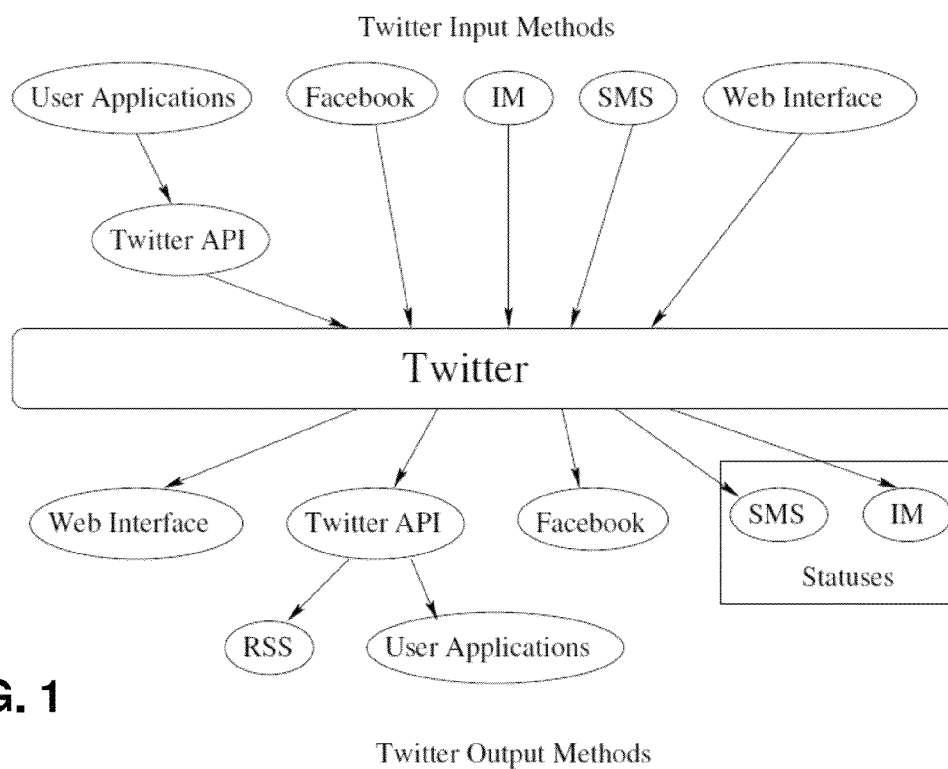 Twitter Input Methods
User Applications
Facebook
IM
SMS
Web Interface
Twitter API
Twitter
Web Interface
Twitter API
Facebook
SMS
IM
Statuses
RSS
User Applications
G. 1
Twitter Output Methods